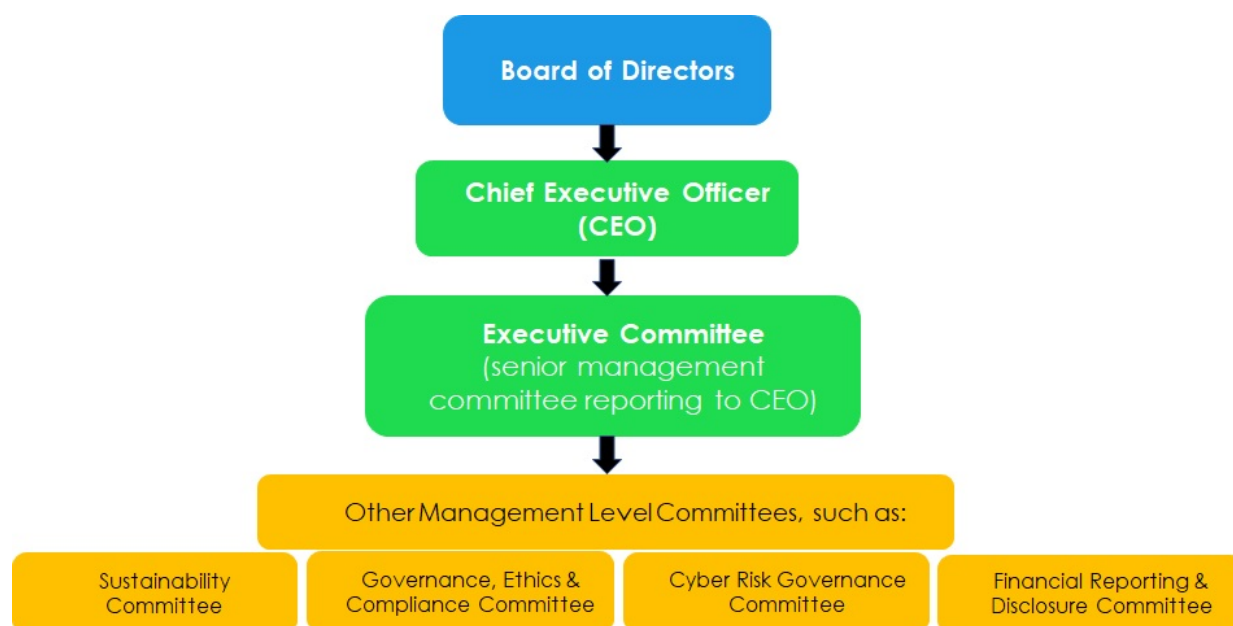 Board of Directors
Chief Executive Officer
(CEO)
Executive Committee
(senior management
committee reporting to CEO)
Other Management Level Committees, such as:
Sustainability
Committee
Governance, Ethics &
Compliance Committee
Cyber Risk Governance
Committee
Financial Reporting &
Disclosure Committee